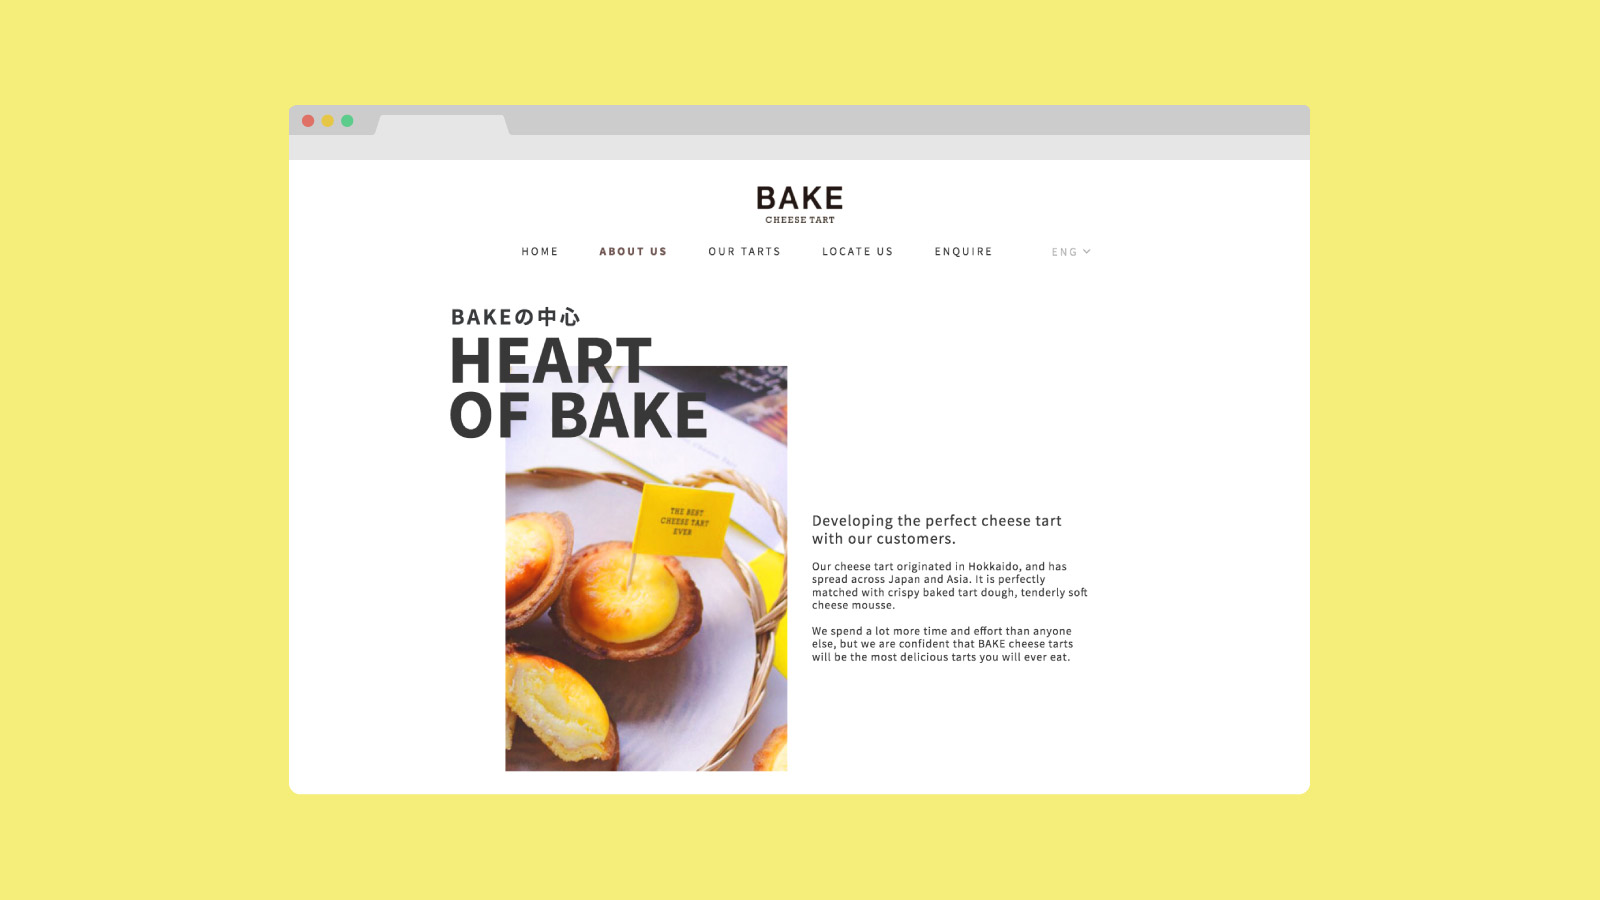 BAKE
CHEESE TART
HOME ABOUT US OUR TARTS LOCATE US ENQUIRE ENG
BAKEの中心
HEART
OF BAKE
THE BEST
CHEESE TART
EVER
Developing the perfect cheese tart
with our customers.
Our cheese tart originated in Hokkaido, and has
spread across Japan and Asia. It is perfectly
matched with crispy baked tart dough, tenderly soft
cheese mousse.
We spend a lot more time and effort than anyone
else, but we are confident that BAKE cheese tarts
will be the most delicious tarts you will ever eat.